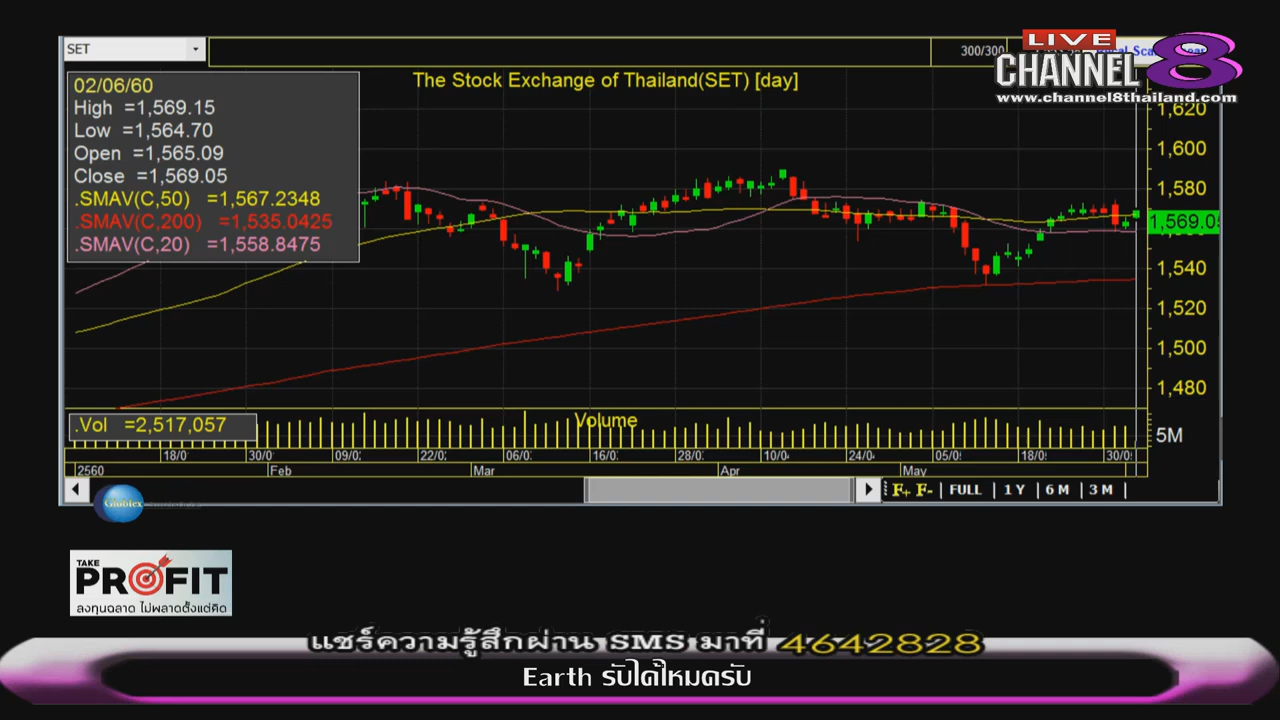 SET
300/300
LIVE
CHANNEL 8
www.channel8thailand.com
The Stock Exchange of Thailand(SET) [day]
02/06/60
High =1,569.15
Low =1,564.70
Open =1,565.09
Close =1,569.05
.SMAV(C,50) =1,567.2348
.SMAV(C,200) =1,535.0425
.SMAV(C,20) =1,558.8475
1,620
1,600
1,580
1,569.05
1,540
1,520
1,500
1,480
.Vol =2,517,057
Volume
5M
18/0 30/0 09/0 22/0 06/0 16/0 28/0 10/0 24/0 05/0 18/0 30/0
2560 Feb Mar Apr May
F+ F- FULL 1 Y 6 M 3 M
Globlex
TAKE
PROFIT
ลงทุนฉลาด ไม่พลาดตั้งแต่คิด
แชร์ความรู้สึกผ่าน SMS มาที่ 4642828
Earth รับได้ไหมครับ